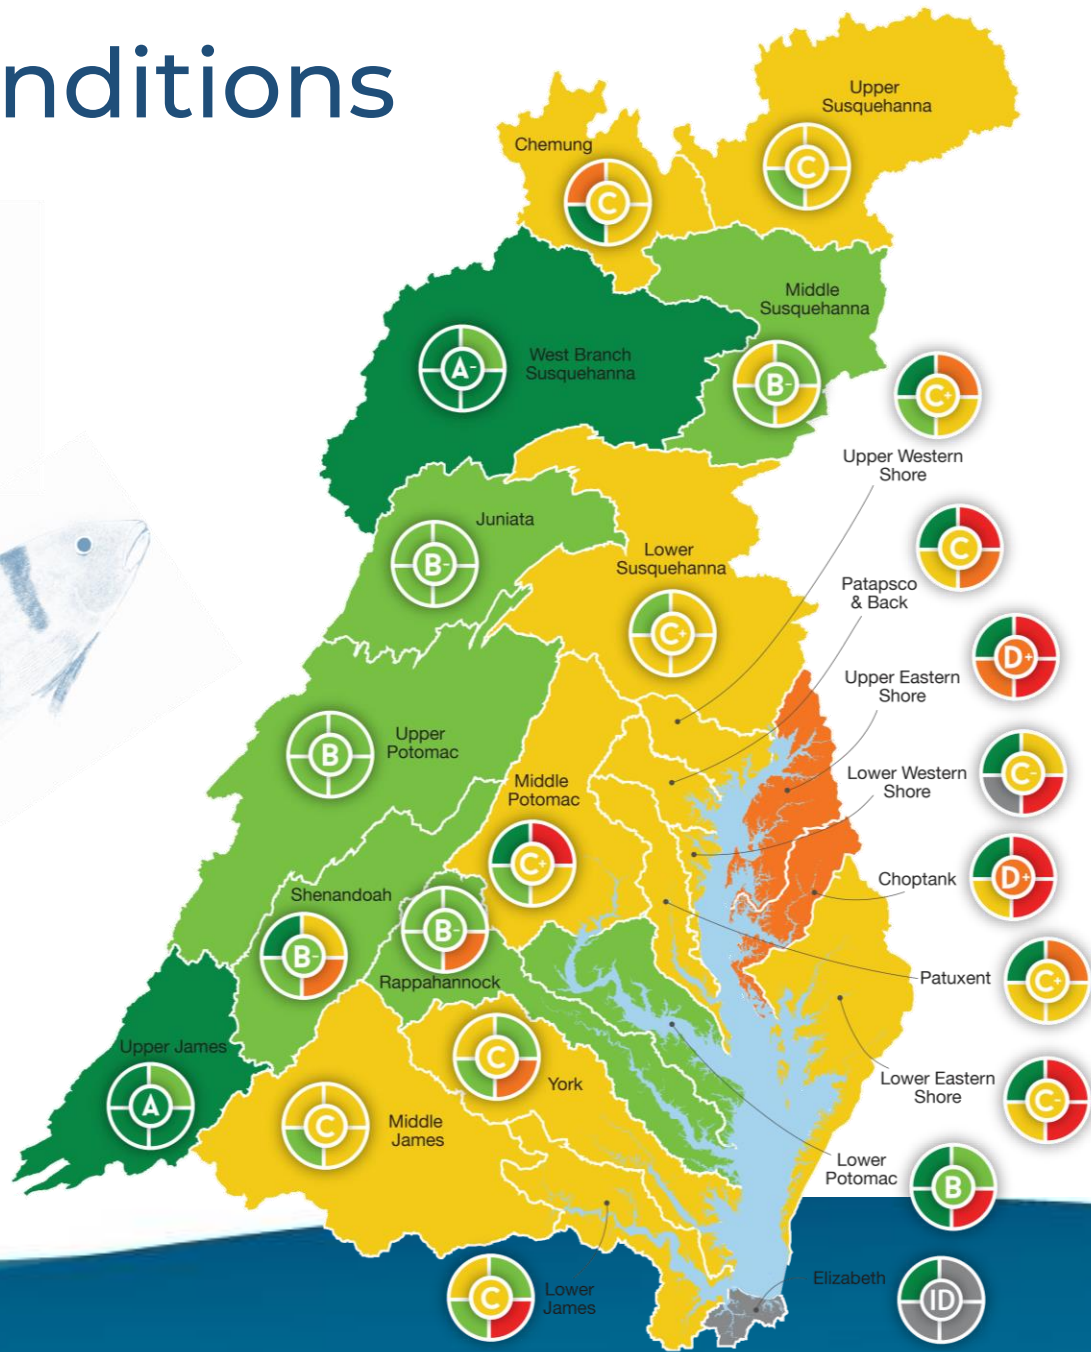 nditions
Upper
Susquehanna
C
Chemung
C
Middle
Susquehanna
B-
West Branch
Susquehanna
A-
C+
Upper Western
Shore
Juniata
B-
C
Lower
Susquehanna
C+
Patapsco
& Back
D+
Upper Eastern
Shore
Upper
Potomac
B
Middle
Potomac
C+
Lower Western
Shore
C-
Choptank
D+
Shenandoah
B-
B-
Rappahannock
Patuxent
C+
Upper James
A
C
York
Lower Eastern
Shore
C-
Middle
James
C
Lower
Potomac
B
Elizabeth
ID
Lower
James
C